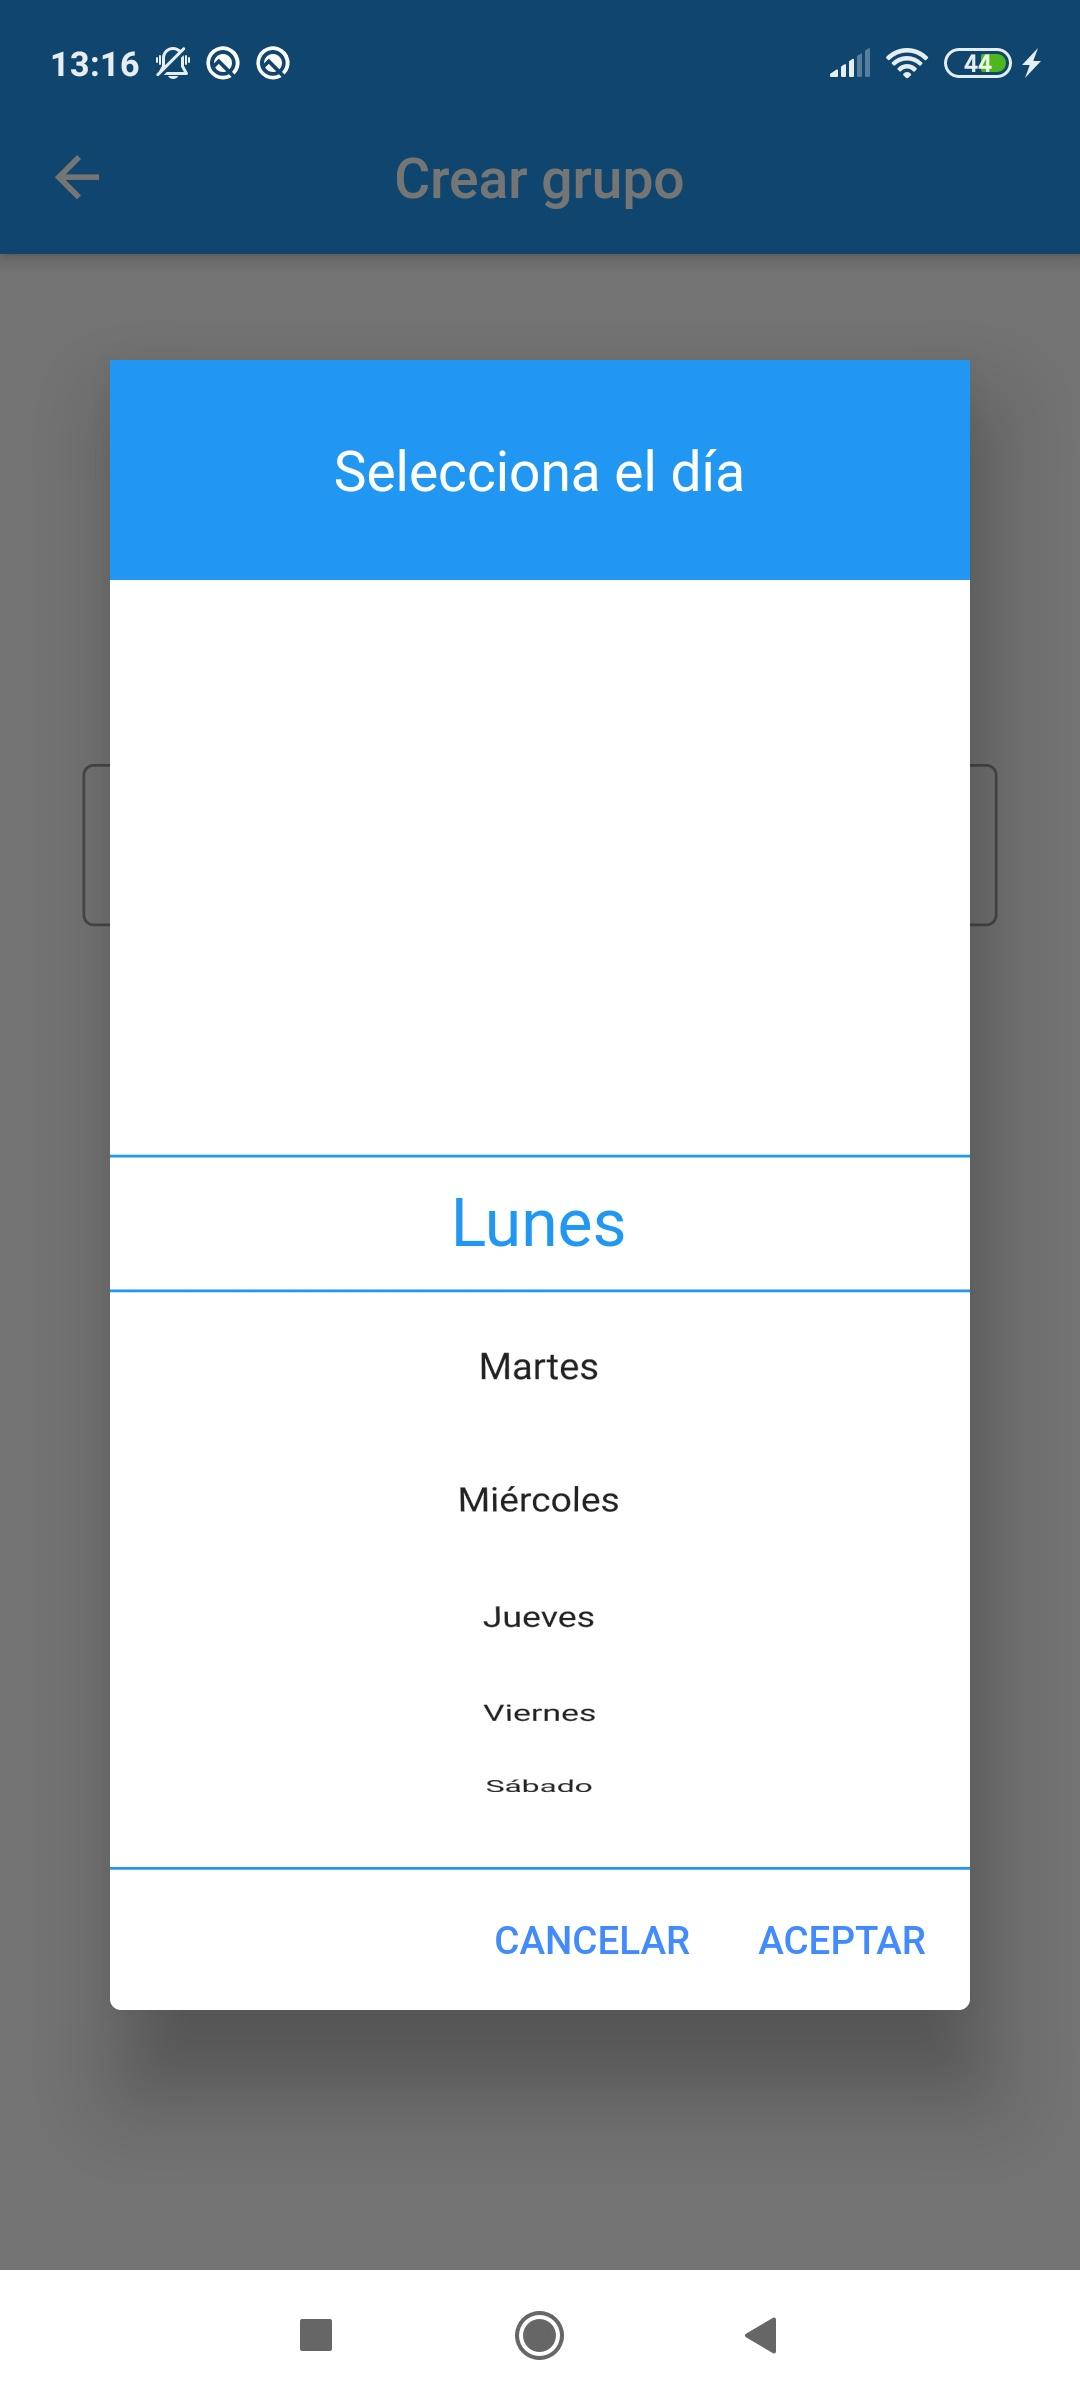 13:16
44
Crear grupo
Selecciona el día
Lunes
Martes
Miércoles
Jueves
Viernes
Sábado
CANCELAR ACEPTAR